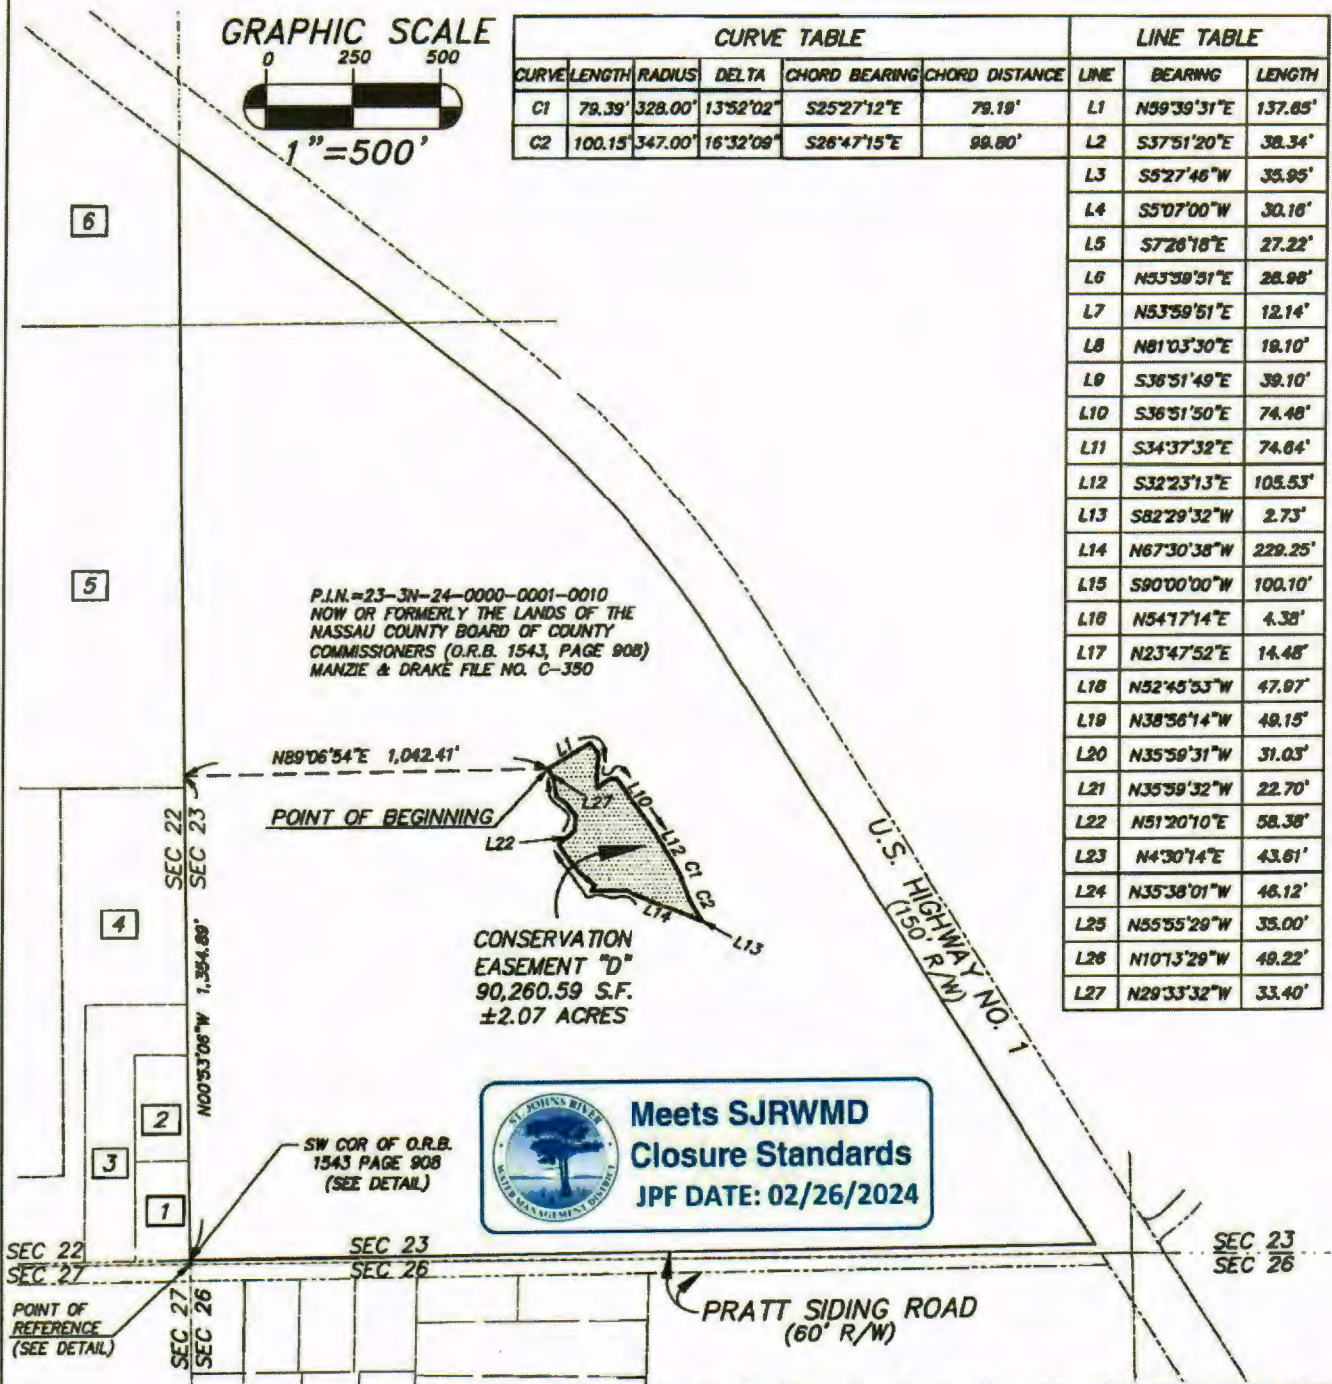 GRAPHIC SCALE
0 250 500
1"=500'
CURVE TABLE
CURVE LENGTH RADIUS DELTA CHORD BEARING CHORD DISTANCE
C1 79.39' 328.00' 13°52'02" S25°27'12"E 79.19'
C2 100.15' 347.00' 16°32'09" S26°47'15"E 99.80'
LINE TABLE
LINE BEARING LENGTH
L1 N59°39'31"E 137.65'
L2 S37°51'20"E 38.34'
L3 S5°27'46"W 35.95'
L4 S5°07'00"W 30.16'
L5 S7°26'18"E 27.22'
L6 N53°59'51"E 26.96'
L7 N53°59'51"E 12.14'
L8 N81°03'30"E 19.10'
L9 S36°51'49"E 39.10'
L10 S36°51'50"E 74.48'
L11 S34°37'32"E 74.64'
L12 S32°23'13"E 105.53'
L13 S82°29'32"W 2.73'
L14 N67°30'38"W 229.25'
L15 S90°00'00"W 100.10'
L16 N54°17'14"E 4.38'
L17 N23°47'52"E 14.48'
L18 N52°45'53"W 47.97'
L19 N38°56'14"W 49.15'
L20 N35°59'31"W 31.03'
L21 N35°59'32"W 22.70'
L22 N51°20'10"E 58.38'
L23 N4°30'14"E 43.61'
L24 N35°38'01"W 46.12'
L25 N55°55'29"W 35.00'
L26 N10°13'29"W 49.22'
L27 N29°33'32"W 33.40'
6
5
P.I.N.=23-3N-24-0000-0001-0010
NOW OR FORMERLY THE LANDS OF THE
NASSAU COUNTY BOARD OF COUNTY
COMMISSIONERS (O.R.B. 1543, PAGE 908)
MANZIE & DRAKE FILE NO. C-350
N89°06'54"E 1,042.41'
POINT OF BEGINNING
L1
L27
L10
L12
C1
C2
L22
L14
L13
SEC 22
SEC 23
U.S. HIGHWAY NO. 1
(150' R/W)
4
CONSERVATION
EASEMENT "D"
90,260.59 S.F.
±2.07 ACRES
N00°53'06"W 1,354.89'
2
3
1
SW COR OF O.R.B.
1543 PAGE 908
(SEE DETAIL)
ST. JOHNS RIVER
WATER MANAGEMENT DISTRICT
Meets SJRWMD
Closure Standards
JPF DATE: 02/26/2024
SEC 22
SEC 27
SEC 23
SEC 26
SEC 23
SEC 26
POINT OF
REFERENCE
(SEE DETAIL)
SEC 27
SEC 26
PRATT SIDING ROAD
(60' R/W)